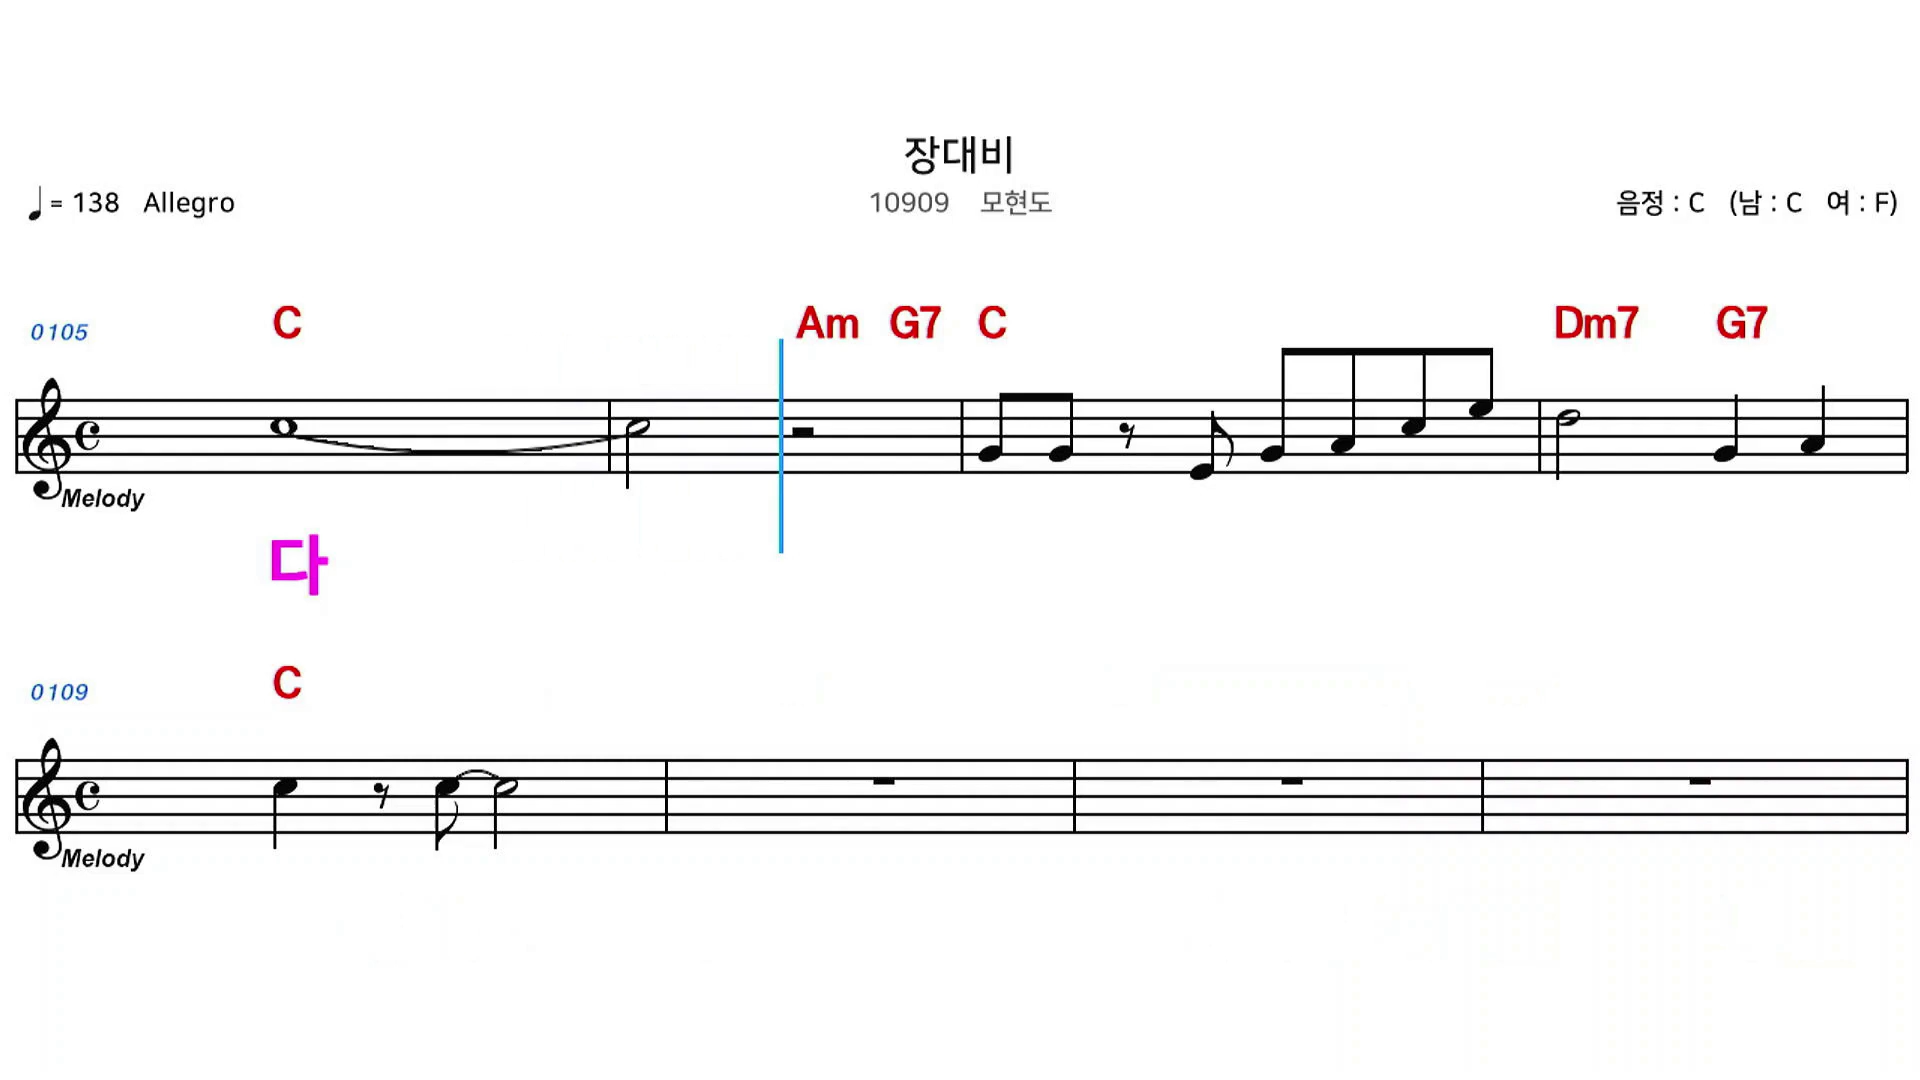 장대비
♩= 138 Allegro
10909 모현도
음정 : C (남 : C 여 : F)
0105 C Am G7 C Dm7 G7
Melody
다
0109 C
Melody